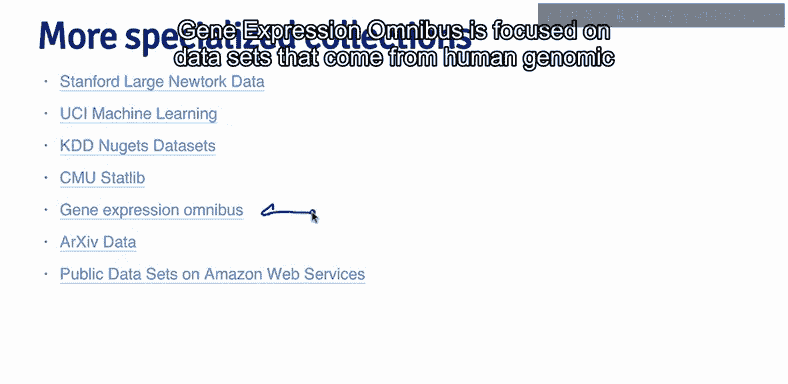 More specialized collections
Gene Expression Omnibus is focused on
data sets that come from human genomic
Stanford Large Newtork Data
UCI Machine Learning
KDD Nugets Datasets
CMU Statlib
Gene expression omnibus
ArXiv Data
Public Data Sets on Amazon Web Services